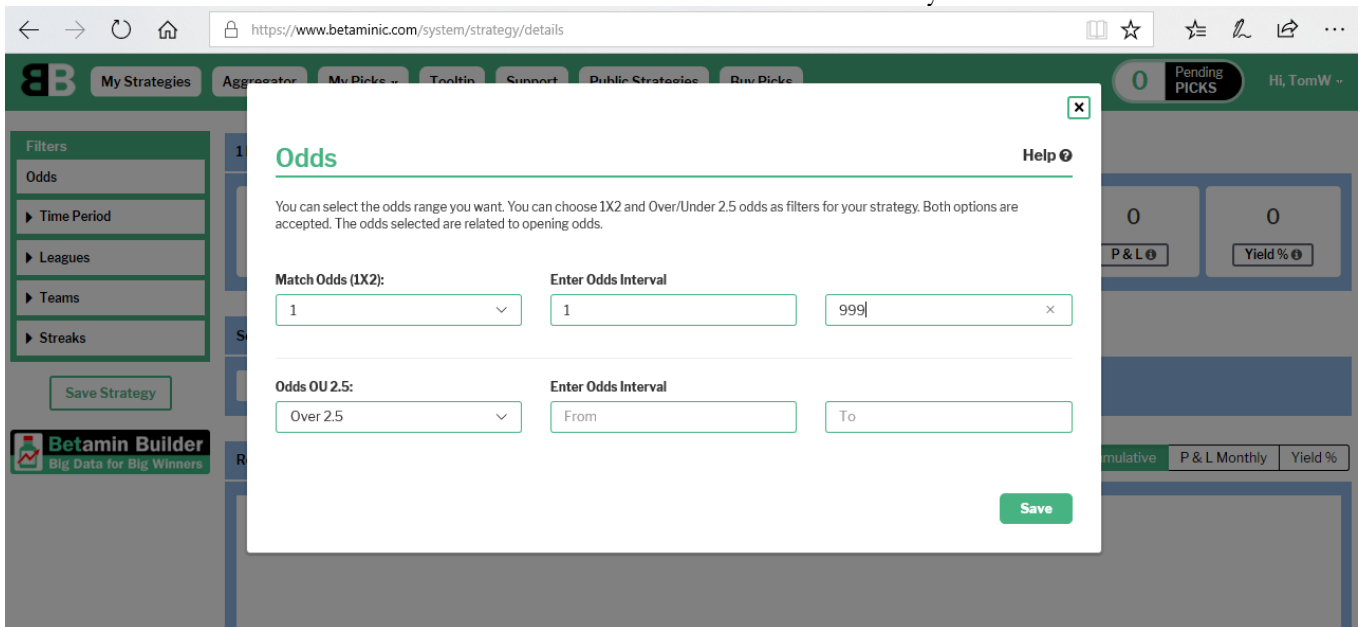 https://www.betaminic.com/system/strategy/details
BB My Strategies Aggregator My Picks Tooltip Support Public Strategies Buy Picks 0 Pending PICKS Hi, TomW
Filters
Odds
Time Period
Leagues
Teams
Streaks
Save Strategy
Betamin Builder
Big Data for Big Winners
1
S
R
Odds Help
You can select the odds range you want. You can choose 1X2 and Over/Under 2.5 odds as filters for your strategy. Both options are
accepted. The odds selected are related to opening odds.
Match Odds (1X2): Enter Odds Interval
1 1 999
Odds OU 2.5: Enter Odds Interval
Over 2.5 From To
Save
0 0
P & L Yield %
mulative P & L Monthly Yield %